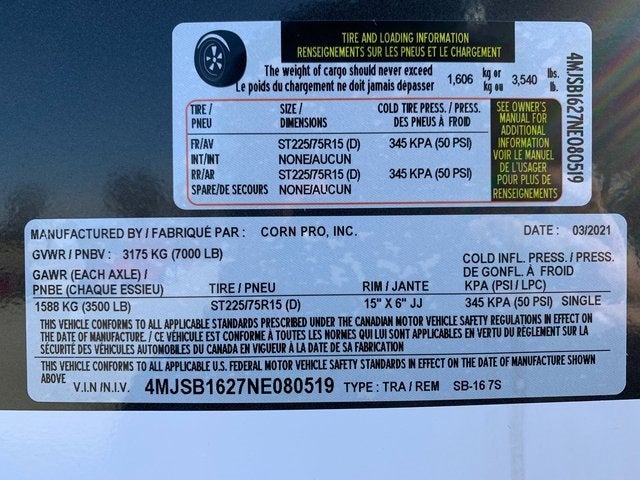 TIRE AND LOADING INFORMATION
RENSEIGNEMENTS SUR LES PNEUS ET LE CHARGEMENT
The weight of cargo should never exceed 1,606 kg or 3,540 lbs.
Le poids du chargement ne doit jamais dépasser kg ou lb.
TIRE / SIZE / COLD TIRE PRESS. / PRESS.
PNEU DIMENSIONS DES PNEUS À FROID
FR/AV ST225/75R15 (D) 345 KPA (50 PSI)
INT/INT NONE/AUCUN
RR/AR ST225/75R15 (D) 345 KPA (50 PSI)
SPARE/DE SECOURS NONE/AUCUN
SEE OWNER'S
MANUAL FOR
ADDITIONAL
INFORMATION
VOIR LE MANUEL
DE L'USAGER
POUR PLUS DE
RENSEIGNEMENTS
4MJSB1627NE080519
MANUFACTURED BY / FABRIQUÉ PAR : CORN PRO, INC. DATE : 03/2021
GVWR / PNBV : 3175 KG (7000 LB)
GAWR (EACH AXLE) / COLD INFL. PRESS. / PRESS.
DE GONFL. À FROID
PNBE (CHAQUE ESSIEU) TIRE / PNEU RIM / JANTE KPA (PSI / LPC)
1588 KG (3500 LB) ST225/75R15 (D) 15" X 6" JJ 345 KPA (50 PSI) SINGLE
THIS VEHICLE CONFORMS TO ALL APPLICABLE STANDARDS PRESCRIBED UNDER THE CANADIAN MOTOR VEHICLE SAFETY REGULATIONS IN EFFECT ON
THE DATE OF MANUFACTURE. / CE VÉHICULE EST CONFORME À TOUTES LES NORMES QUI LUI SONT APPLICABLES EN VERTU DU RÈGLEMENT SUR LA
SÉCURITÉ DES VÉHICULES AUTOMOBILES DU CANADA EN VIGUEUR À LA DATE DE SA FABRICATION
THIS VEHICLE CONFORMS TO ALL APPLICABLE U.S. FEDERAL MOTOR VEHICLE SAFETY STANDARDS IN EFFECT ON THE DATE OF MANUFACTURE SHOWN
ABOVE
V.I.N /N.I.V. 4MJSB1627NE080519 TYPE : TRA / REM SB-16 7S